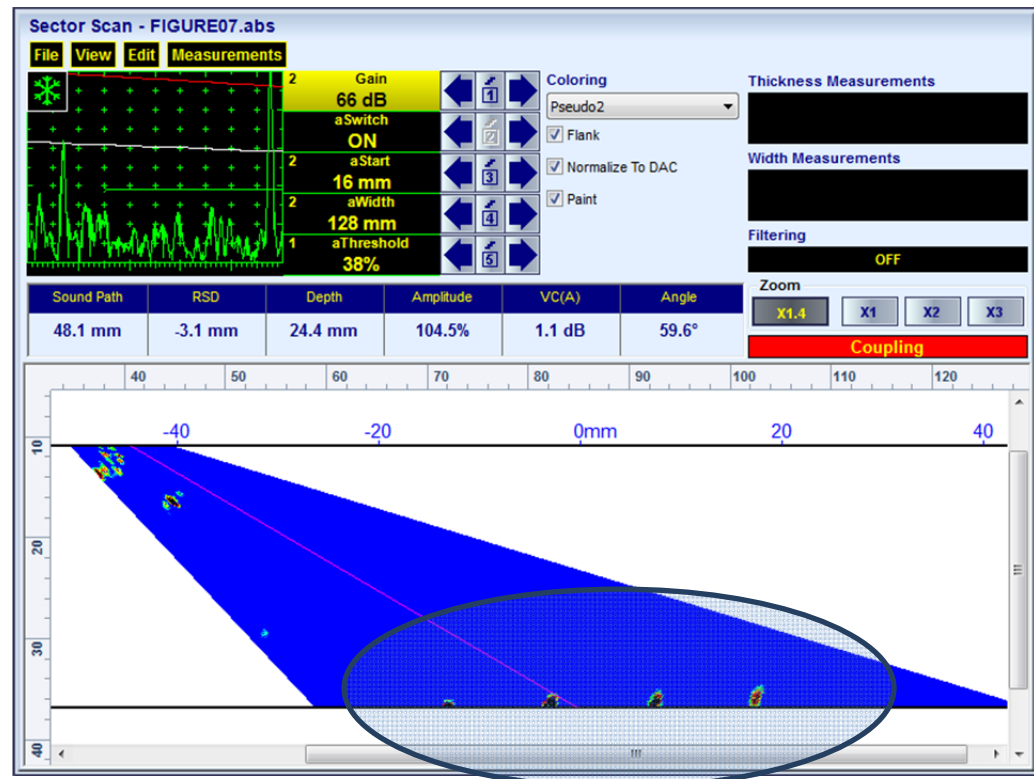 Sector Scan - FIGURE07.abs
File View Edit Measurements
2 Gain
66 dB
1
aSwitch
ON
2
2 aStart
16 mm
3
2 aWidth
128 mm
4
1 aThreshold
38%
5
Coloring
Pseudo2
Flank
Normalize To DAC
Paint
Thickness Measurements
Width Measurements
Filtering
OFF
Zoom
X1.4 X1 X2 X3
Coupling
Sound Path RSD Depth Amplitude VC(A) Angle
48.1 mm -3.1 mm 24.4 mm 104.5% 1.1 dB 59.6°
40 50 60 70 80 90 100 110 120
-40 -20 0mm 20 40
10
20
30
40